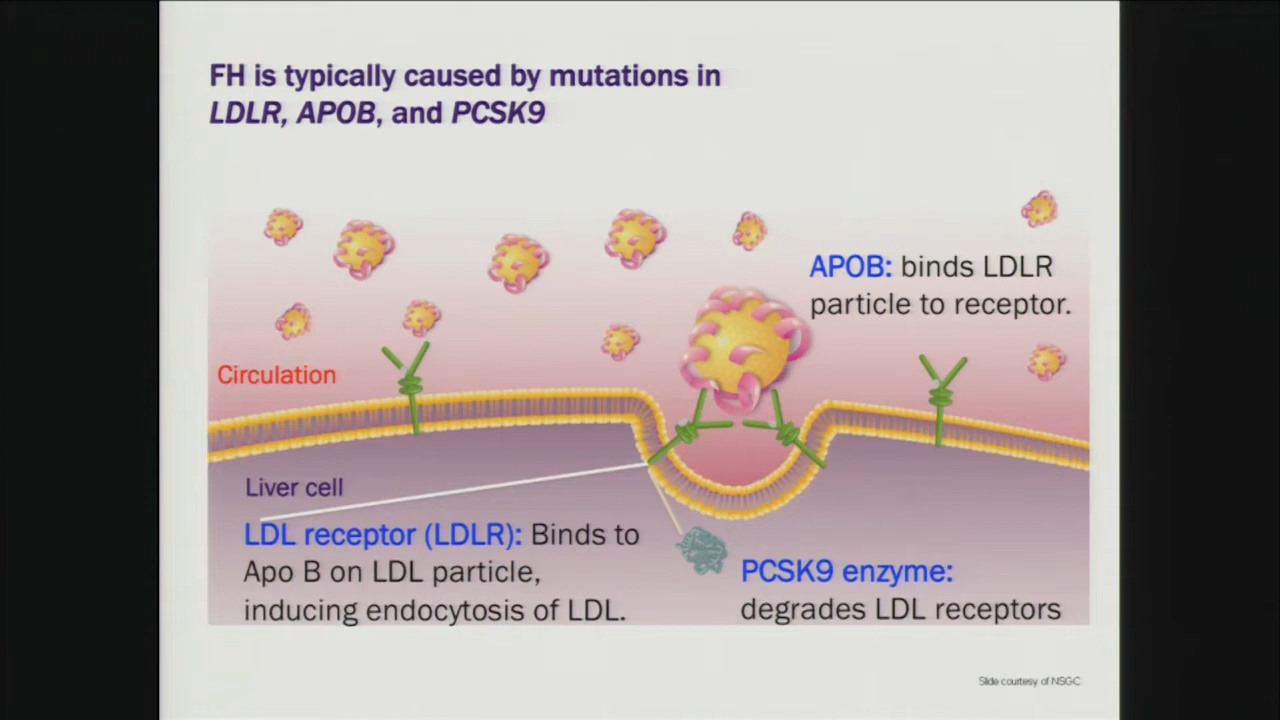 FH is typically caused by mutations in
LDLR, APOB, and PCSK9
APOB: binds LDLR
particle to receptor.
Circulation
Liver cell
LDL receptor (LDLR): Binds to
Apo B on LDL particle,
inducing endocytosis of LDL.
PCSK9 enzyme:
degrades LDL receptors
Slide courtesy of NSGC